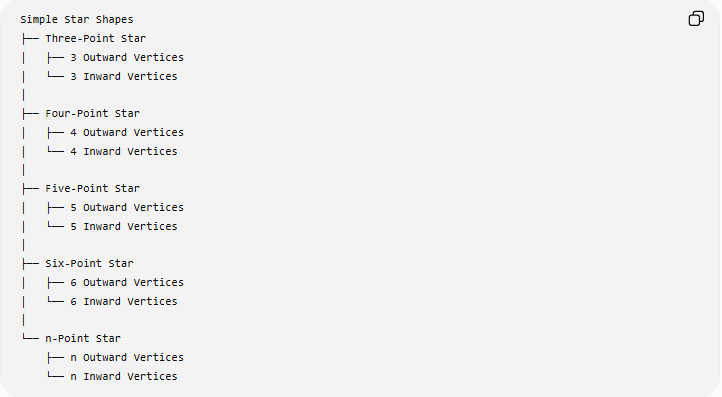 Simple Star Shapes
├── Three-Point Star
│   ├── 3 Outward Vertices
│   └── 3 Inward Vertices
│
├── Four-Point Star
│   ├── 4 Outward Vertices
│   └── 4 Inward Vertices
│
├── Five-Point Star
│   ├── 5 Outward Vertices
│   └── 5 Inward Vertices
│
├── Six-Point Star
│   ├── 6 Outward Vertices
│   └── 6 Inward Vertices
│
└── n-Point Star
    ├── n Outward Vertices
    └── n Inward Vertices